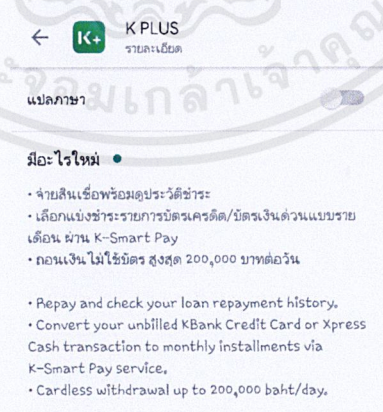 K PLUS
รายละเอียด
แปลภาษา
มีอะไรใหม่
• จ่ายสินเชื่อพร้อมดูประวัติชำระ
• เลือกแบ่งชำระรายการบัตรเครดิต/บัตรเงินด่วนแบบราย
เดือน ผ่าน K-Smart Pay
• ถอนเงินไม่ใช้บัตร สูงสุด 200,000 บาทต่อวัน
• Repay and check your loan repayment history.
• Convert your unbilled KBank Credit Card or Xpress
Cash transaction to monthly installments via
K-Smart Pay service.
• Cardless withdrawal up to 200,000 baht/day.